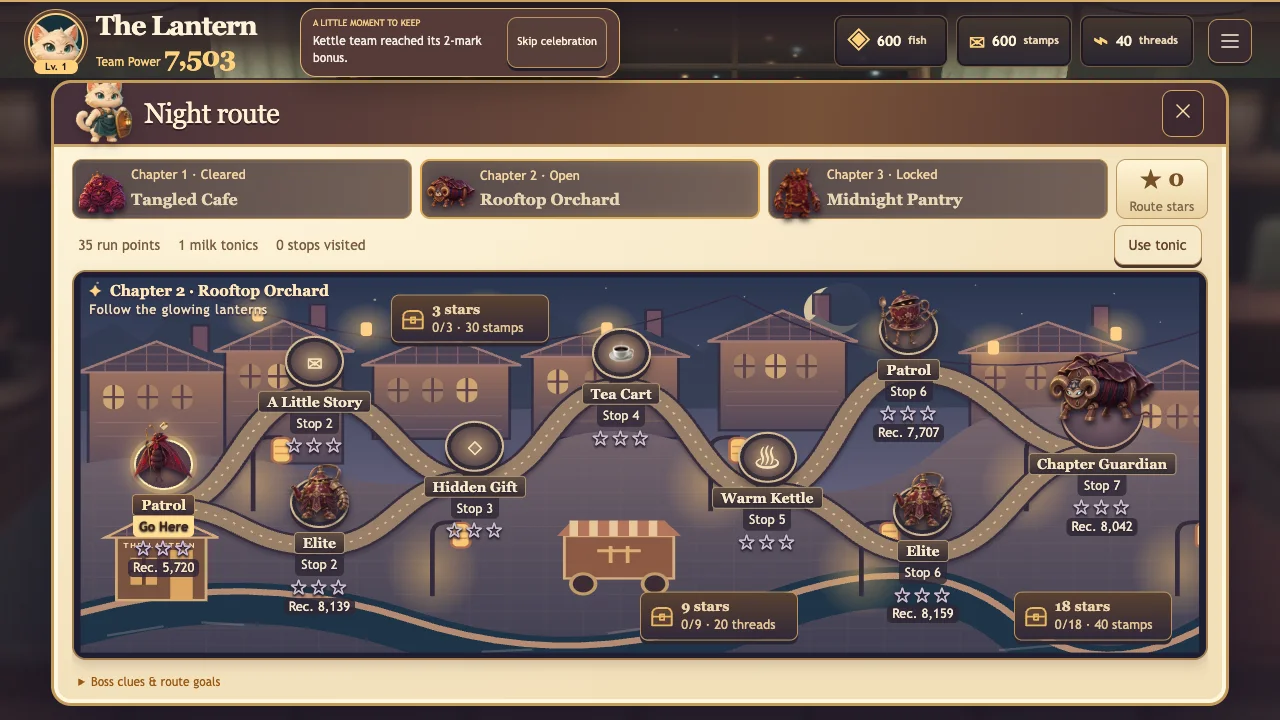 The Lantern
Team Power 7,503
Lv. 1
A LITTLE MOMENT TO KEEP
Kettle team reached its 2-mark
bonus.
Skip celebration
600 fish
600 stamps
40 threads
Night route
Chapter 1 · Cleared
Tangled Cafe
Chapter 2 · Open
Rooftop Orchard
Chapter 3 · Locked
Midnight Pantry
★ 0
Route stars
35 run points
1 milk tonics
0 stops visited
Use tonic
Chapter 2 · Rooftop Orchard
Follow the glowing lanterns
3 stars
0/3 · 30 stamps
Patrol
Go Here
Rec. 5,720
A Little Story
Stop 2
Elite
Stop 2
Rec. 8,139
Hidden Gift
Stop 3
Tea Cart
Stop 4
Warm Kettle
Stop 5
Patrol
Stop 6
Rec. 7,707
Elite
Stop 6
Rec. 8,159
Chapter Guardian
Stop 7
Rec. 8,042
9 stars
0/9 · 20 threads
18 stars
0/18 · 40 stamps
Boss clues & route goals